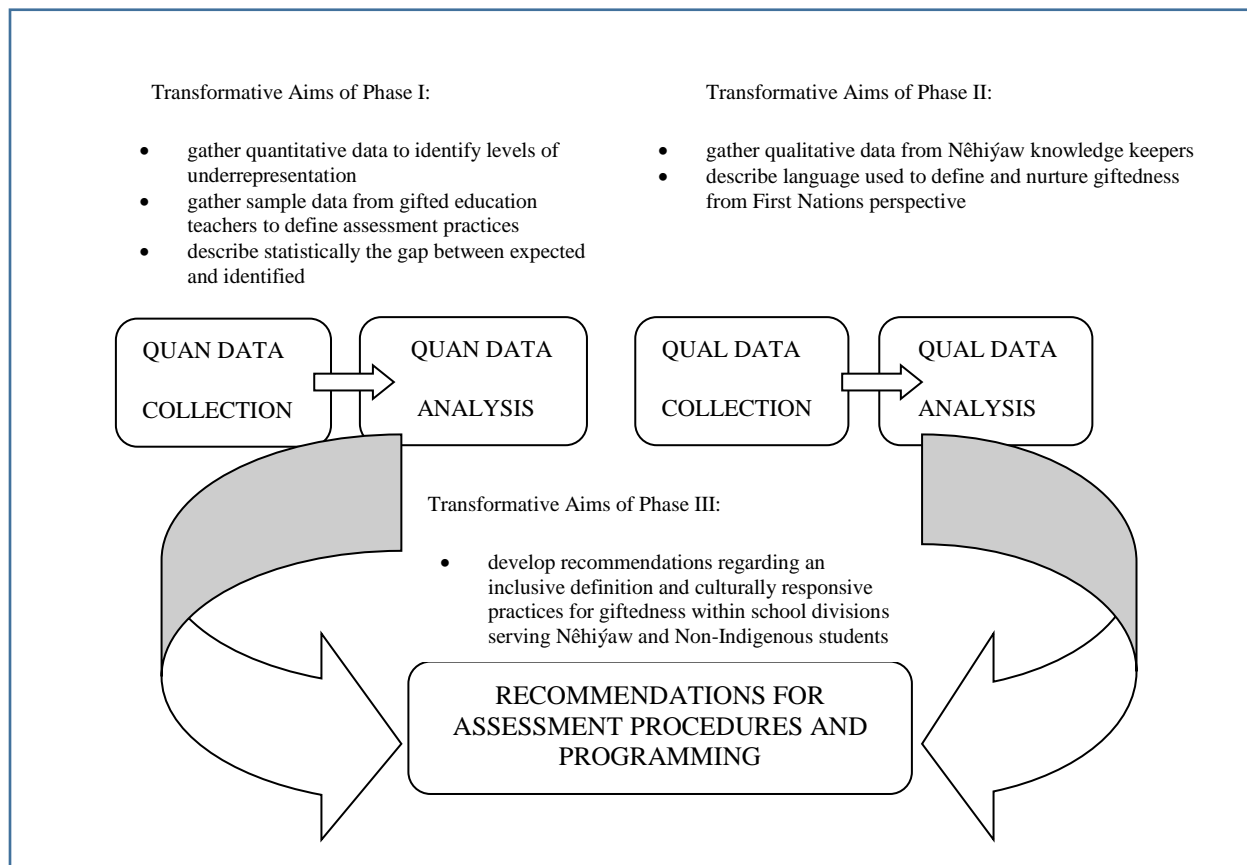 Transformative Aims of Phase I:
• gather quantitative data to identify levels of
underrepresentation
• gather sample data from gifted education
teachers to define assessment practices
• describe statistically the gap between expected
and identified
Transformative Aims of Phase II:
• gather qualitative data from Nêhiýaw knowledge keepers
• describe language used to define and nurture giftedness
from First Nations perspective
QUAN DATA
COLLECTION
QUAN DATA
ANALYSIS
QUAL DATA
COLLECTION
QUAL DATA
ANALYSIS
Transformative Aims of Phase III:
• develop recommendations regarding an
inclusive definition and culturally responsive
practices for giftedness within school divisions
serving Nêhiýaw and Non-Indigenous students
RECOMMENDATIONS FOR
ASSESSMENT PROCEDURES AND
PROGRAMMING